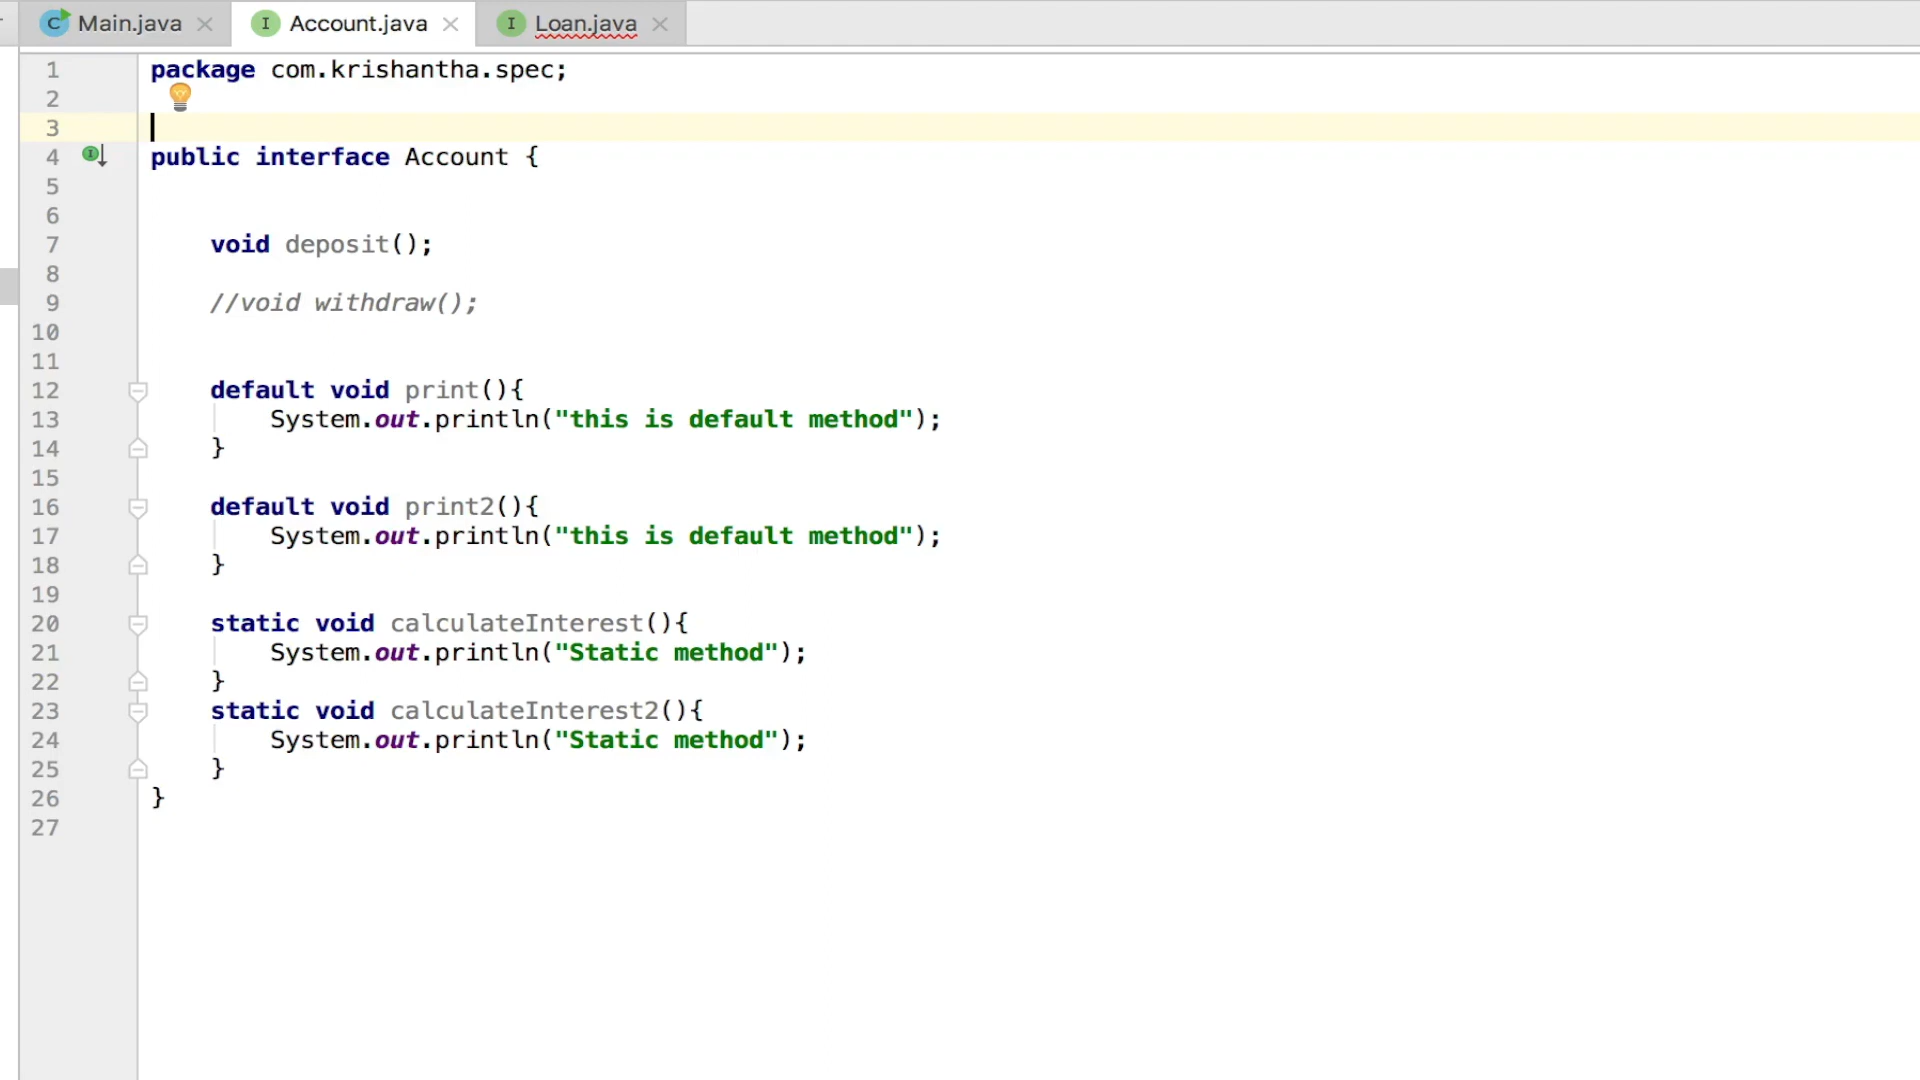 Main.java Account.java Loan.java
1 package com.krishantha.spec;
2
3
4 public interface Account {
5
6
7 void deposit();
8
9 //void withdraw();
10
11
12 default void print(){
13 System.out.println("this is default method");
14 }
15
16 default void print2(){
17 System.out.println("this is default method");
18 }
19
20 static void calculateInterest(){
21 System.out.println("Static method");
22 }
23 static void calculateInterest2(){
24 System.out.println("Static method");
25 }
26 }
27